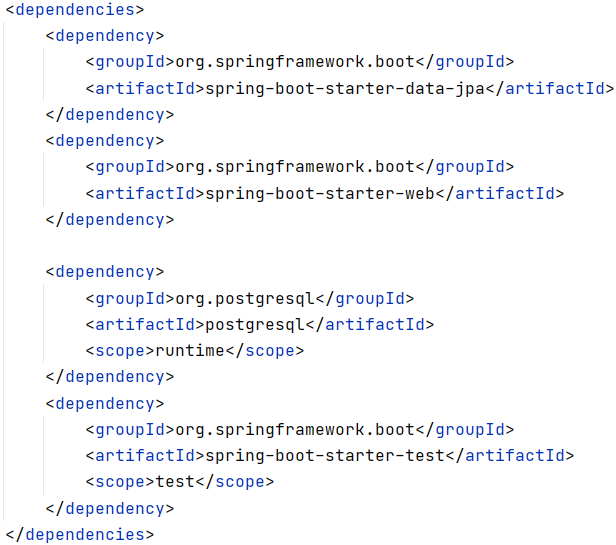 <dependencies>
    <dependency>
        <groupId>org.springframework.boot</groupId>
        <artifactId>spring-boot-starter-data-jpa</artifactId>
    </dependency>
    <dependency>
        <groupId>org.springframework.boot</groupId>
        <artifactId>spring-boot-starter-web</artifactId>
    </dependency>

    <dependency>
        <groupId>org.postgresql</groupId>
        <artifactId>postgresql</artifactId>
        <scope>runtime</scope>
    </dependency>
    <dependency>
        <groupId>org.springframework.boot</groupId>
        <artifactId>spring-boot-starter-test</artifactId>
        <scope>test</scope>
    </dependency>
</dependencies>